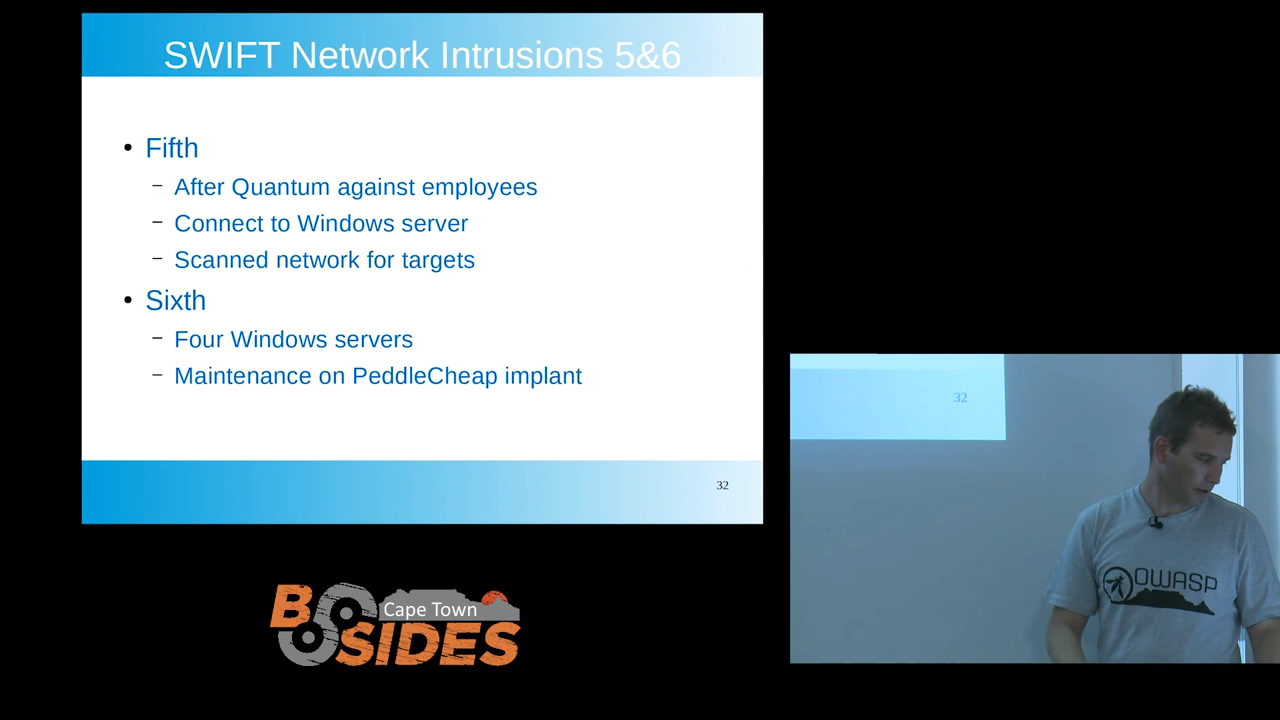 SWIFT Network Intrusions 5&6
• Fifth
– After Quantum against employees
– Connect to Windows server
– Scanned network for targets
• Sixth
– Four Windows servers
– Maintenance on PeddleCheap implant
32
32
OWASP
BSIDES
Cape Town